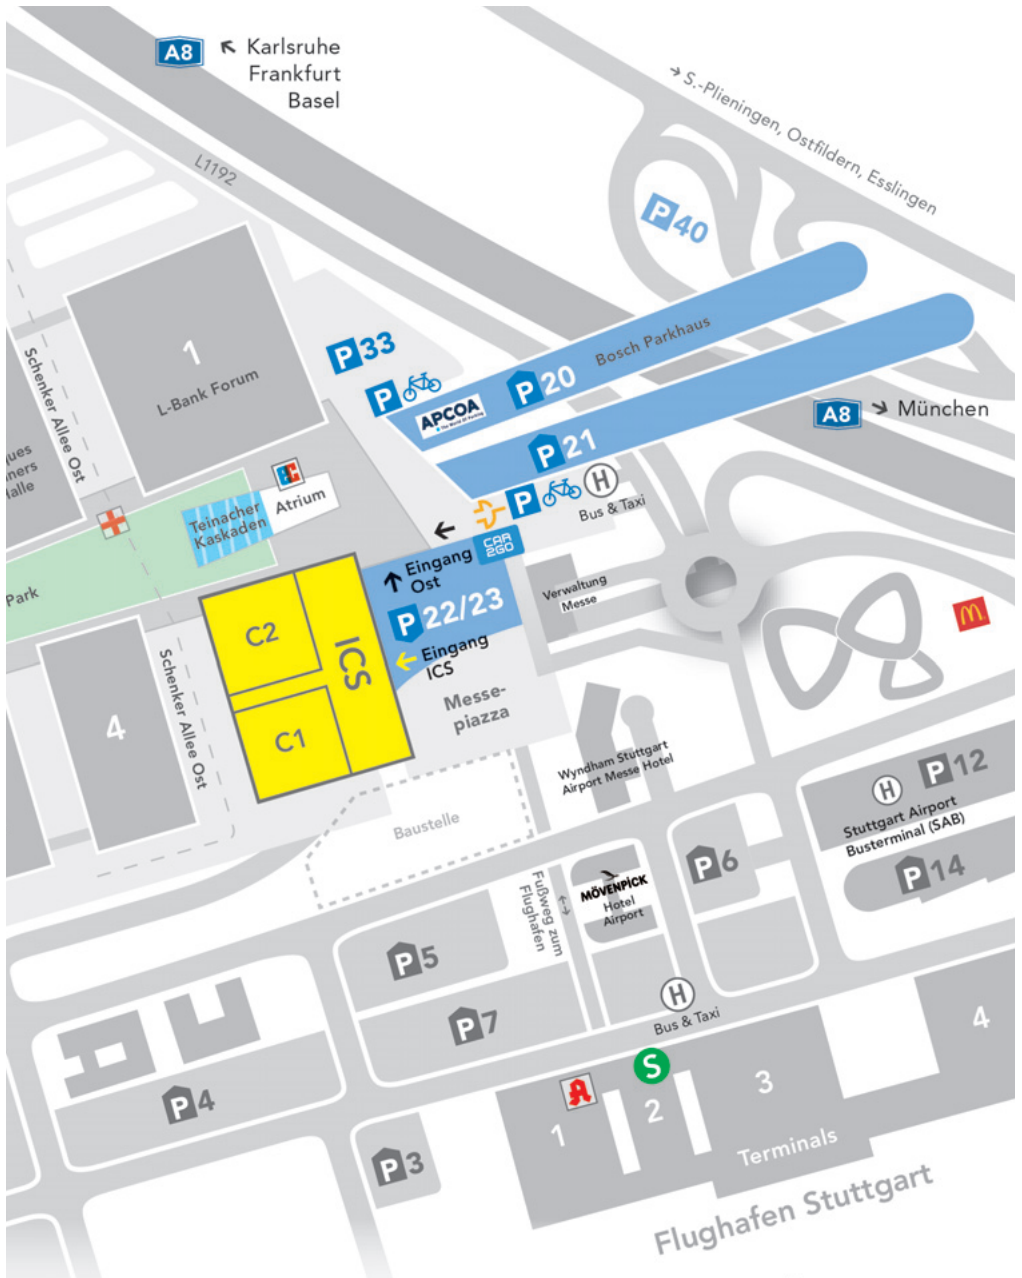 A8
Karlsruhe
Frankfurt
Basel
S.-Plieningen, Ostfildern, Esslingen
L1192
P40
1
L-Bank Forum
P33
P
Bosch Parkhaus
P20
APCOA
P21
A8
München
Schenker Allee Ost
Halle
EC
Atrium
Teinacher
Kaskaden
P
H
Bus & Taxi
CAR
2GO
Eingang
Ost
P22/23
Eingang
ICS
Verwaltung
Messe
Park
C2
ICS
C1
Messe-
piazza
4
Schenker Allee Ost
Wyndham Stuttgart
Airport Messe Hotel
Baustelle
H
P12
Stuttgart Airport
Busterminal (SAB)
P14
P6
MÖVENPICK
Hotel
Airport
Fußweg zum
Flughafen
P5
P7
H
Bus & Taxi
P4
P3
S
A
1
2
3
4
Terminals
Flughafen Stuttgart